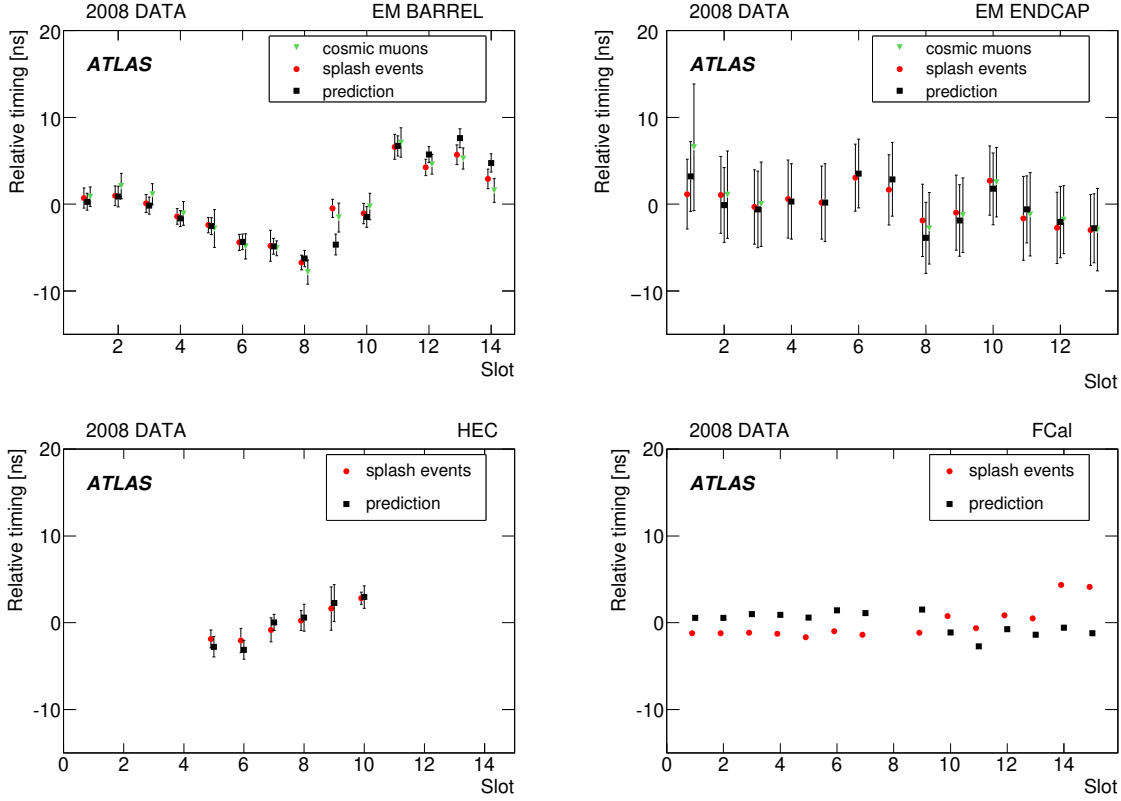 2008 DATA EM BARREL
Relative timing [ns]
ATLAS
cosmic muons
splash events
prediction
20
10
0
-10
2 4 6 8 10 12 14
Slot
2008 DATA EM ENDCAP
Relative timing [ns]
ATLAS
cosmic muons
splash events
prediction
20
10
0
−10
2 4 6 8 10 12
Slot
2008 DATA HEC
Relative timing [ns]
ATLAS
splash events
prediction
20
10
0
-10
0 2 4 6 8 10 12 14
Slot
2008 DATA FCal
Relative timing [ns]
ATLAS
splash events
prediction
20
10
0
-10
0 2 4 6 8 10 12 14
Slot